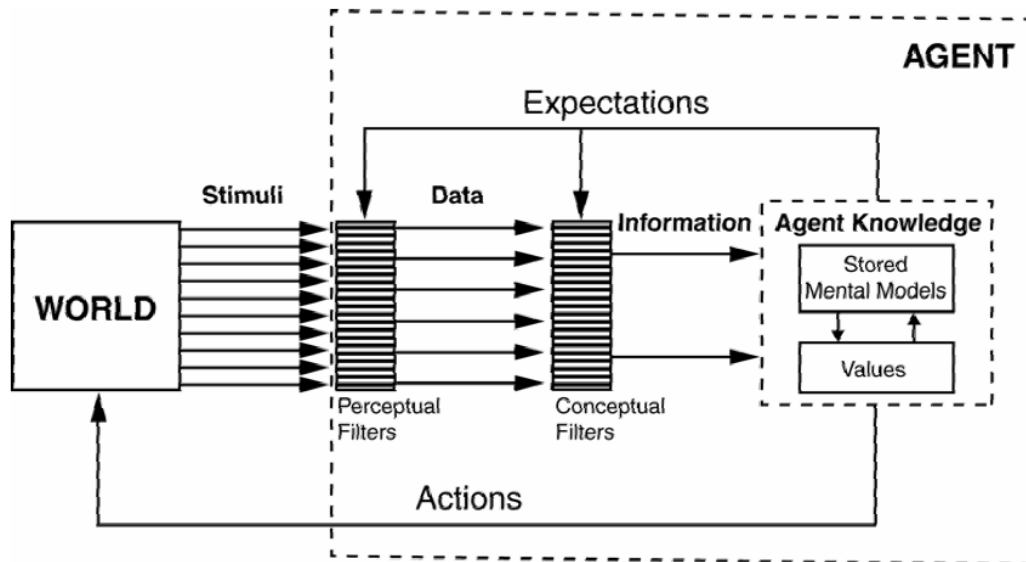 AGENT
Expectations
Stimuli
Data
Information
Agent Knowledge
WORLD
Stored
Mental Models
Values
Perceptual
Filters
Conceptual
Filters
Actions